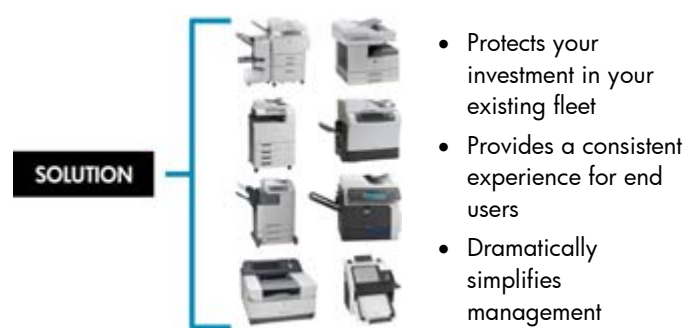 SOLUTION
• Protects your
investment in your
existing fleet
• Provides a consistent
experience for end
users
• Dramatically
simplifies
management